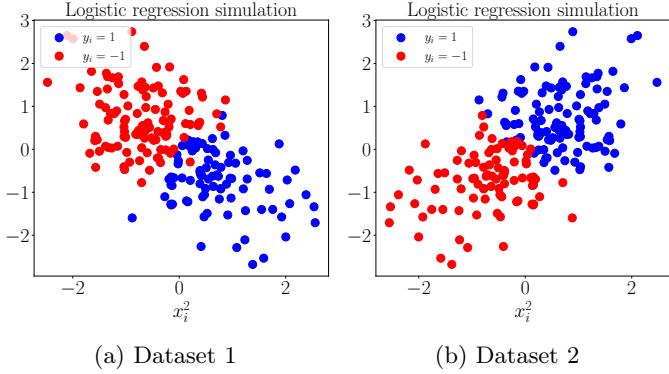 Logistic regression simulation
y_i = 1
y_i = −1
3
2
1
0
−1
−2
−2 0 2
x_i^2
(a) Dataset 1
Logistic regression simulation
y_i = 1
y_i = −1
3
2
1
0
−1
−2
−2 0 2
x_i^2
(b) Dataset 2